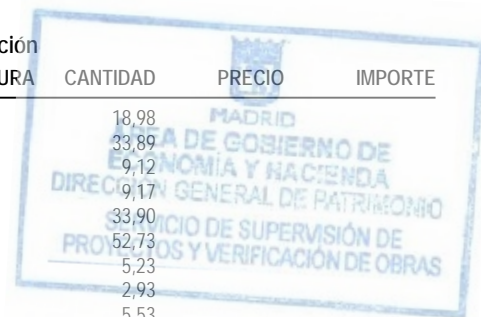 ción
URA CANTIDAD PRECIO IMPORTE
MADRID
18,98
ÁREA DE GOBIERNO DE
33,89
ECONOMÍA Y HACIENDA
9,12
DIRECCIÓN GENERAL DE PATRIMONIO
9,17
33,90
SERVICIO DE SUPERVISIÓN DE
52,73
PROYECTOS Y VERIFICACIÓN DE OBRAS
5,23
2,93
5,53